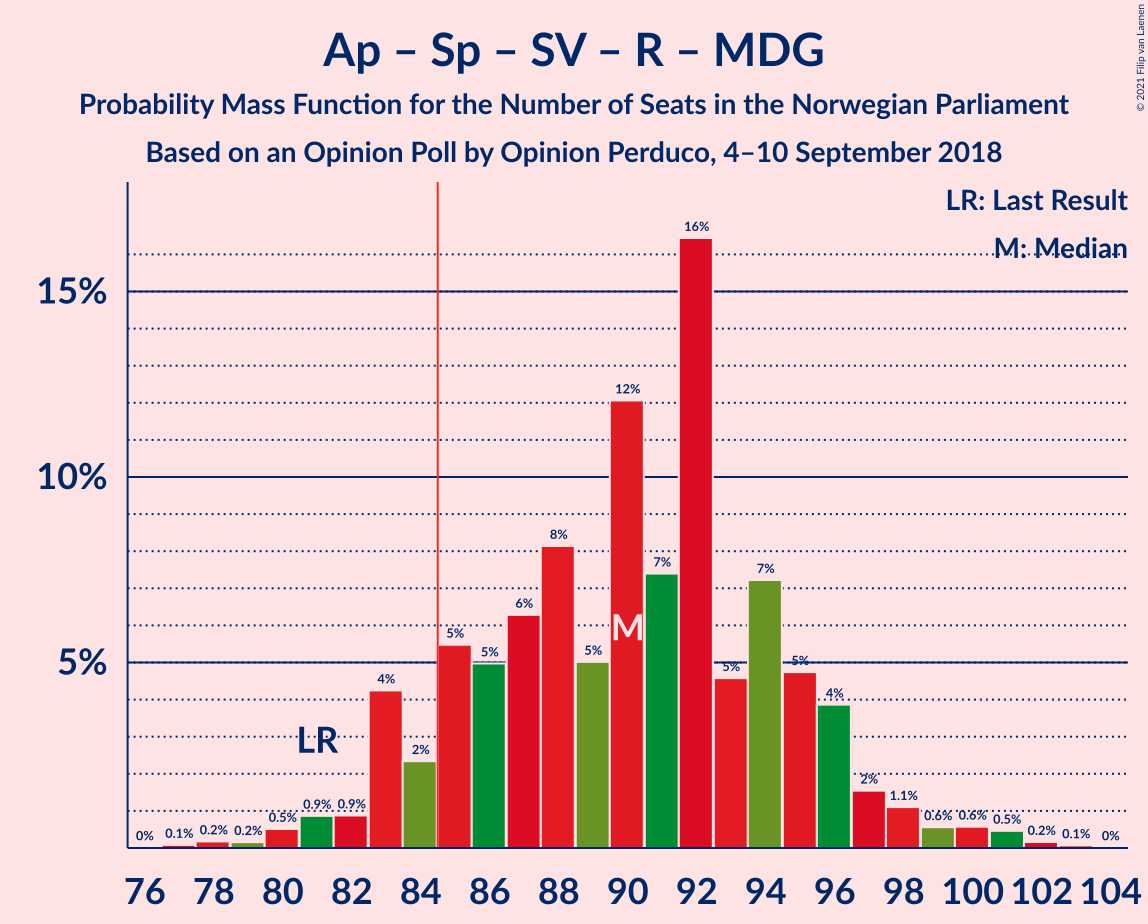 Ap – Sp – SV – R – MDG
Probability Mass Function for the Number of Seats in the Norwegian Parliament
Based on an Opinion Poll by Opinion Perduco, 4–10 September 2018
© 2021 Filip van Laenen
LR: Last Result
M: Median
15%
10%
5%
0% 0.1% 0.2% 0.2% 0.5% 0.9% 0.9% 4% 2% 5% 5% 6% 8% 5% 12% 7% 16% 5% 7% 5% 4% 2% 1.1% 0.6% 0.6% 0.5% 0.2% 0.1% 0%
LR
M
76 78 80 82 84 86 88 90 92 94 96 98 100 102 104